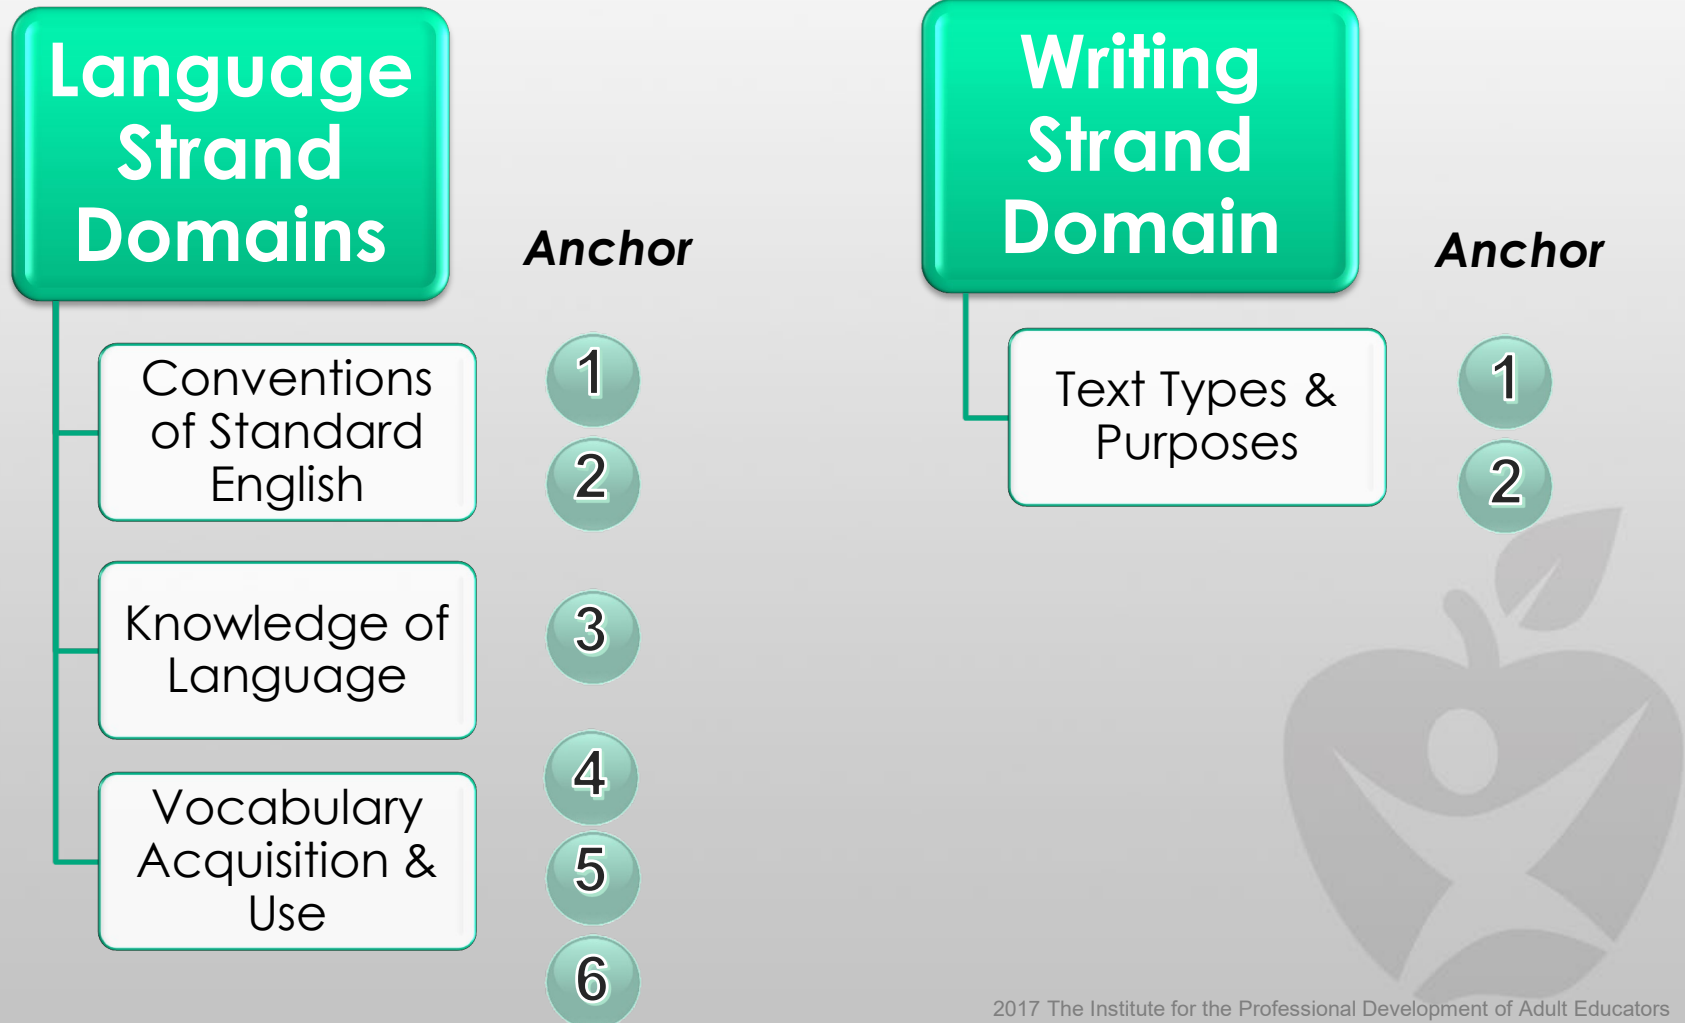 Language
Strand
Domains
Anchor
Conventions
of Standard
English
1
2
Knowledge of
Language
3
Vocabulary
Acquisition &
Use
4
5
6
Writing
Strand
Domain
Anchor
Text Types &
Purposes
1
2
2017 The Institute for the Professional Development of Adult Educators